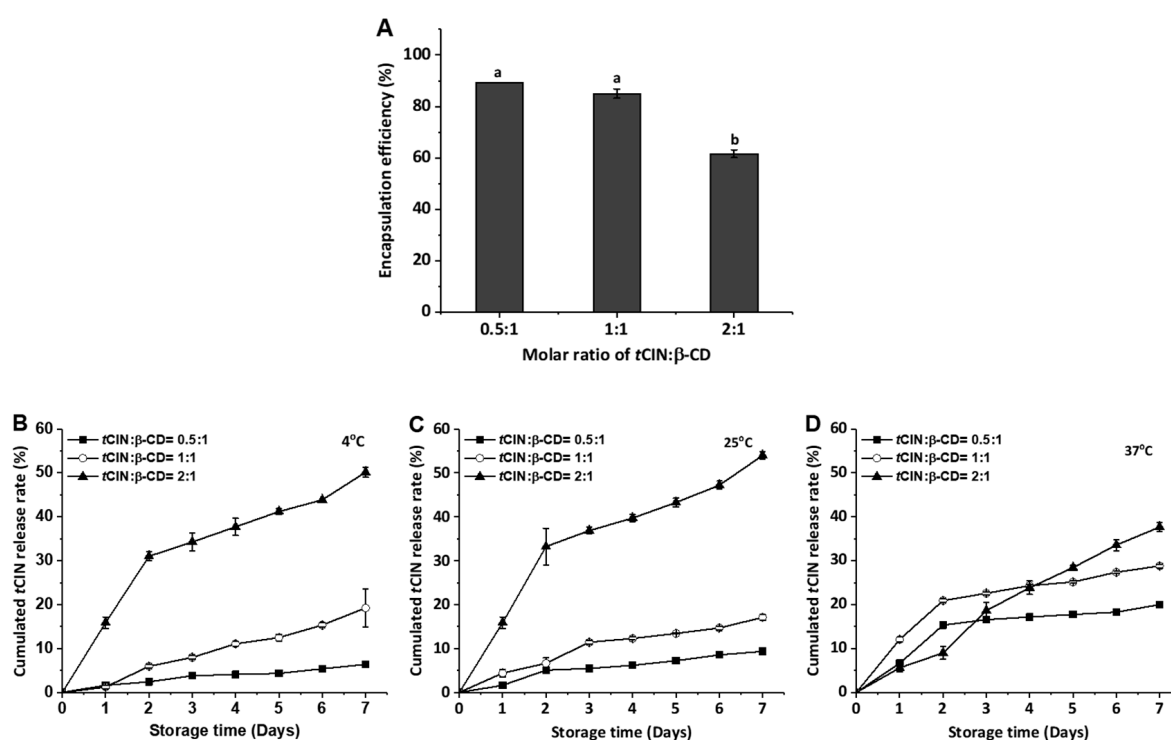 A
Encapsulation efficiency (%)
100
80
60
40
20
0
a
a
b
0.5:1
1:1
2:1
Molar ratio of tCIN:β-CD
B
Cumulated tCIN release rate (%)
60
50
40
30
20
10
0
tCIN:β-CD= 0.5:1
tCIN:β-CD= 1:1
tCIN:β-CD= 2:1
4°C
0 1 2 3 4 5 6 7
Storage time (Days)
C
Cumulated tCIN release rate (%)
60
50
40
30
20
10
0
tCIN:β-CD= 0.5:1
tCIN:β-CD= 1:1
tCIN:β-CD= 2:1
25°C
0 1 2 3 4 5 6 7
Storage time (Days)
D
Cumulated tCIN release rate (%)
60
50
40
30
20
10
0
tCIN:β-CD= 0.5:1
tCIN:β-CD= 1:1
tCIN:β-CD= 2:1
37°C
0 1 2 3 4 5 6 7
Storage time (Days)